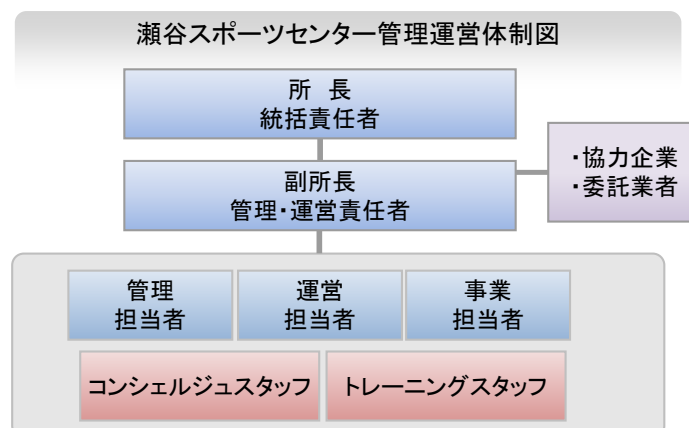 瀬谷スポーツセンター管理運営体制図
所 長
統括責任者
・協力企業
・委託業者
副所長
管理・運営責任者
管理
担当者
運営
担当者
事業
担当者
コンシェルジュスタッフ
トレーニングスタッフ